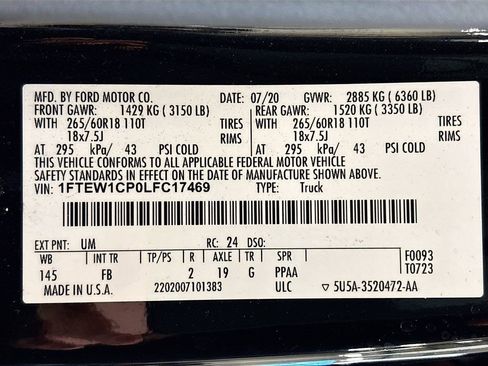 MFD. BY FORD MOTOR CO. DATE: 07/20 GVWR: 2885 KG ( 6360 LB)
FRONT GAWR: 1429 KG ( 3150 LB) REAR GAWR: 1520 KG ( 3350 LB)
WITH 265/60R18 110T TIRES WITH 265/60R18 110T TIRES
18x7.5J RIMS 18x7.5J RIMS
AT 295 kPa/ 43 PSI COLD AT 295 kPa/ 43 PSI COLD
THIS VEHICLE CONFORMS TO ALL APPLICABLE FEDERAL MOTOR VEHICLE
SAFETY STANDARDS IN EFFECT ON THE DATE OF MANUFACTURE SHOWN ABOVE.
VIN: 1FTEW1CP0LFC17469 TYPE: Truck
EXT PNT: UM RC: 24 DSO:
WB INT TR TP/PS R AXLE TR SPR F0093
145 FB 2 19 G PPAA T0723
MADE IN U.S.A. 2202007101383 ULC ▽ 5U5A-3520472-AA